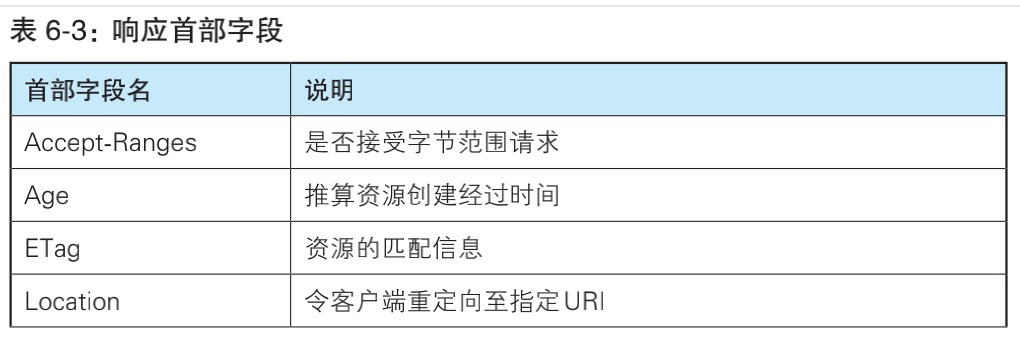 表 6-3：响应首部字段
首部字段名 说明
Accept-Ranges 是否接受字节范围请求
Age 推算资源创建经过时间
ETag 资源的匹配信息
Location 令客户端重定向至指定URI